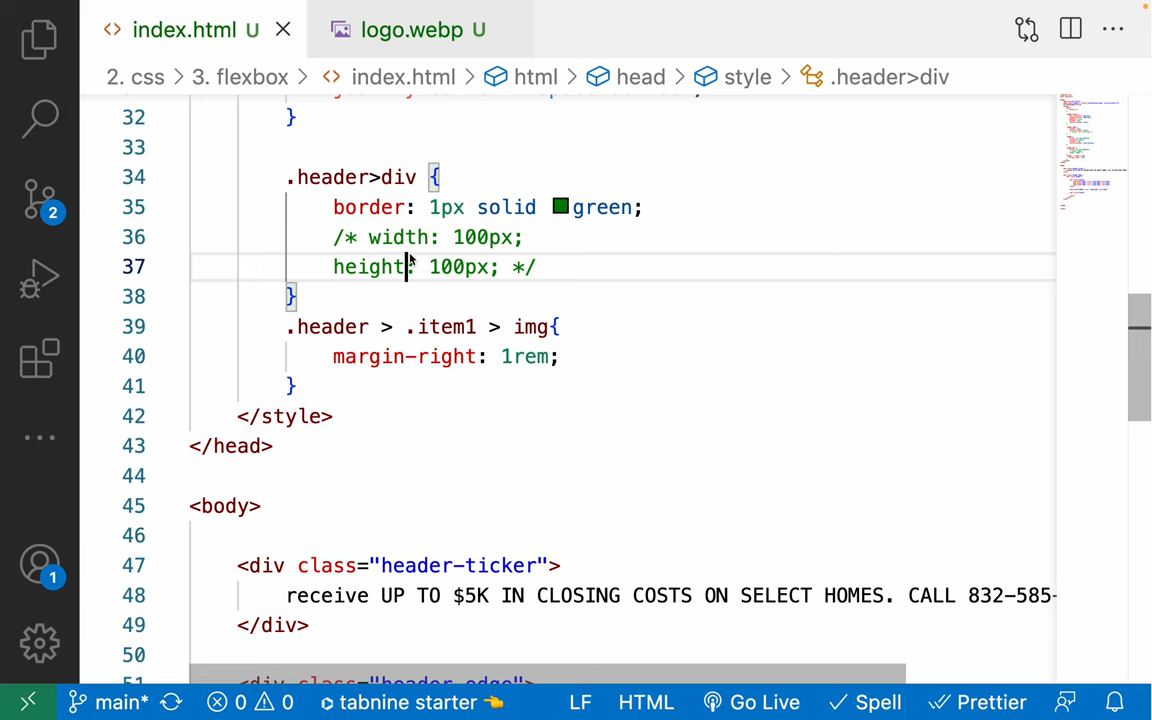 index.html U
logo.webp U
2. css > 3. flexbox > index.html > html > head > style > .header>div
32 }
33
34 .header>div {
35 border: 1px solid green;
36 /* width: 100px;
37 height: 100px; */
38 }
39 .header > .item1 > img{
40 margin-right: 1rem;
41 }
42 </style>
43 </head>
44
45 <body>
46
47 <div class="header-ticker">
48 receive UP TO $5K IN CLOSING COSTS ON SELECT HOMES. CALL 832-585-
49 </div>
50
2
1
main* 0 0 tabnine starter LF HTML Go Live Spell Prettier